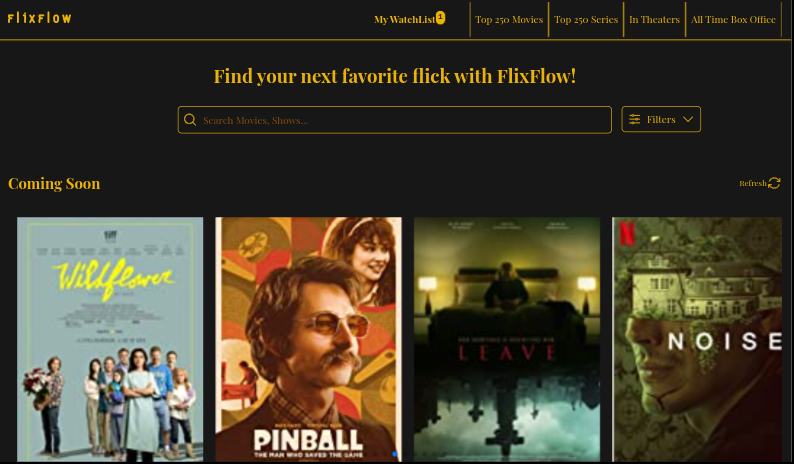 FlixFlow
My WatchList 1
Top 250 Movies
Top 250 Series
In Theaters
All Time Box Office
Find your next favorite flick with FlixFlow!
Search Movies, Shows...
Filters
Coming Soon
Refresh
tiff
Wildflower
PINBALL
THE MAN WHO SAVED THE GAME
LEAVE
N
NOISE